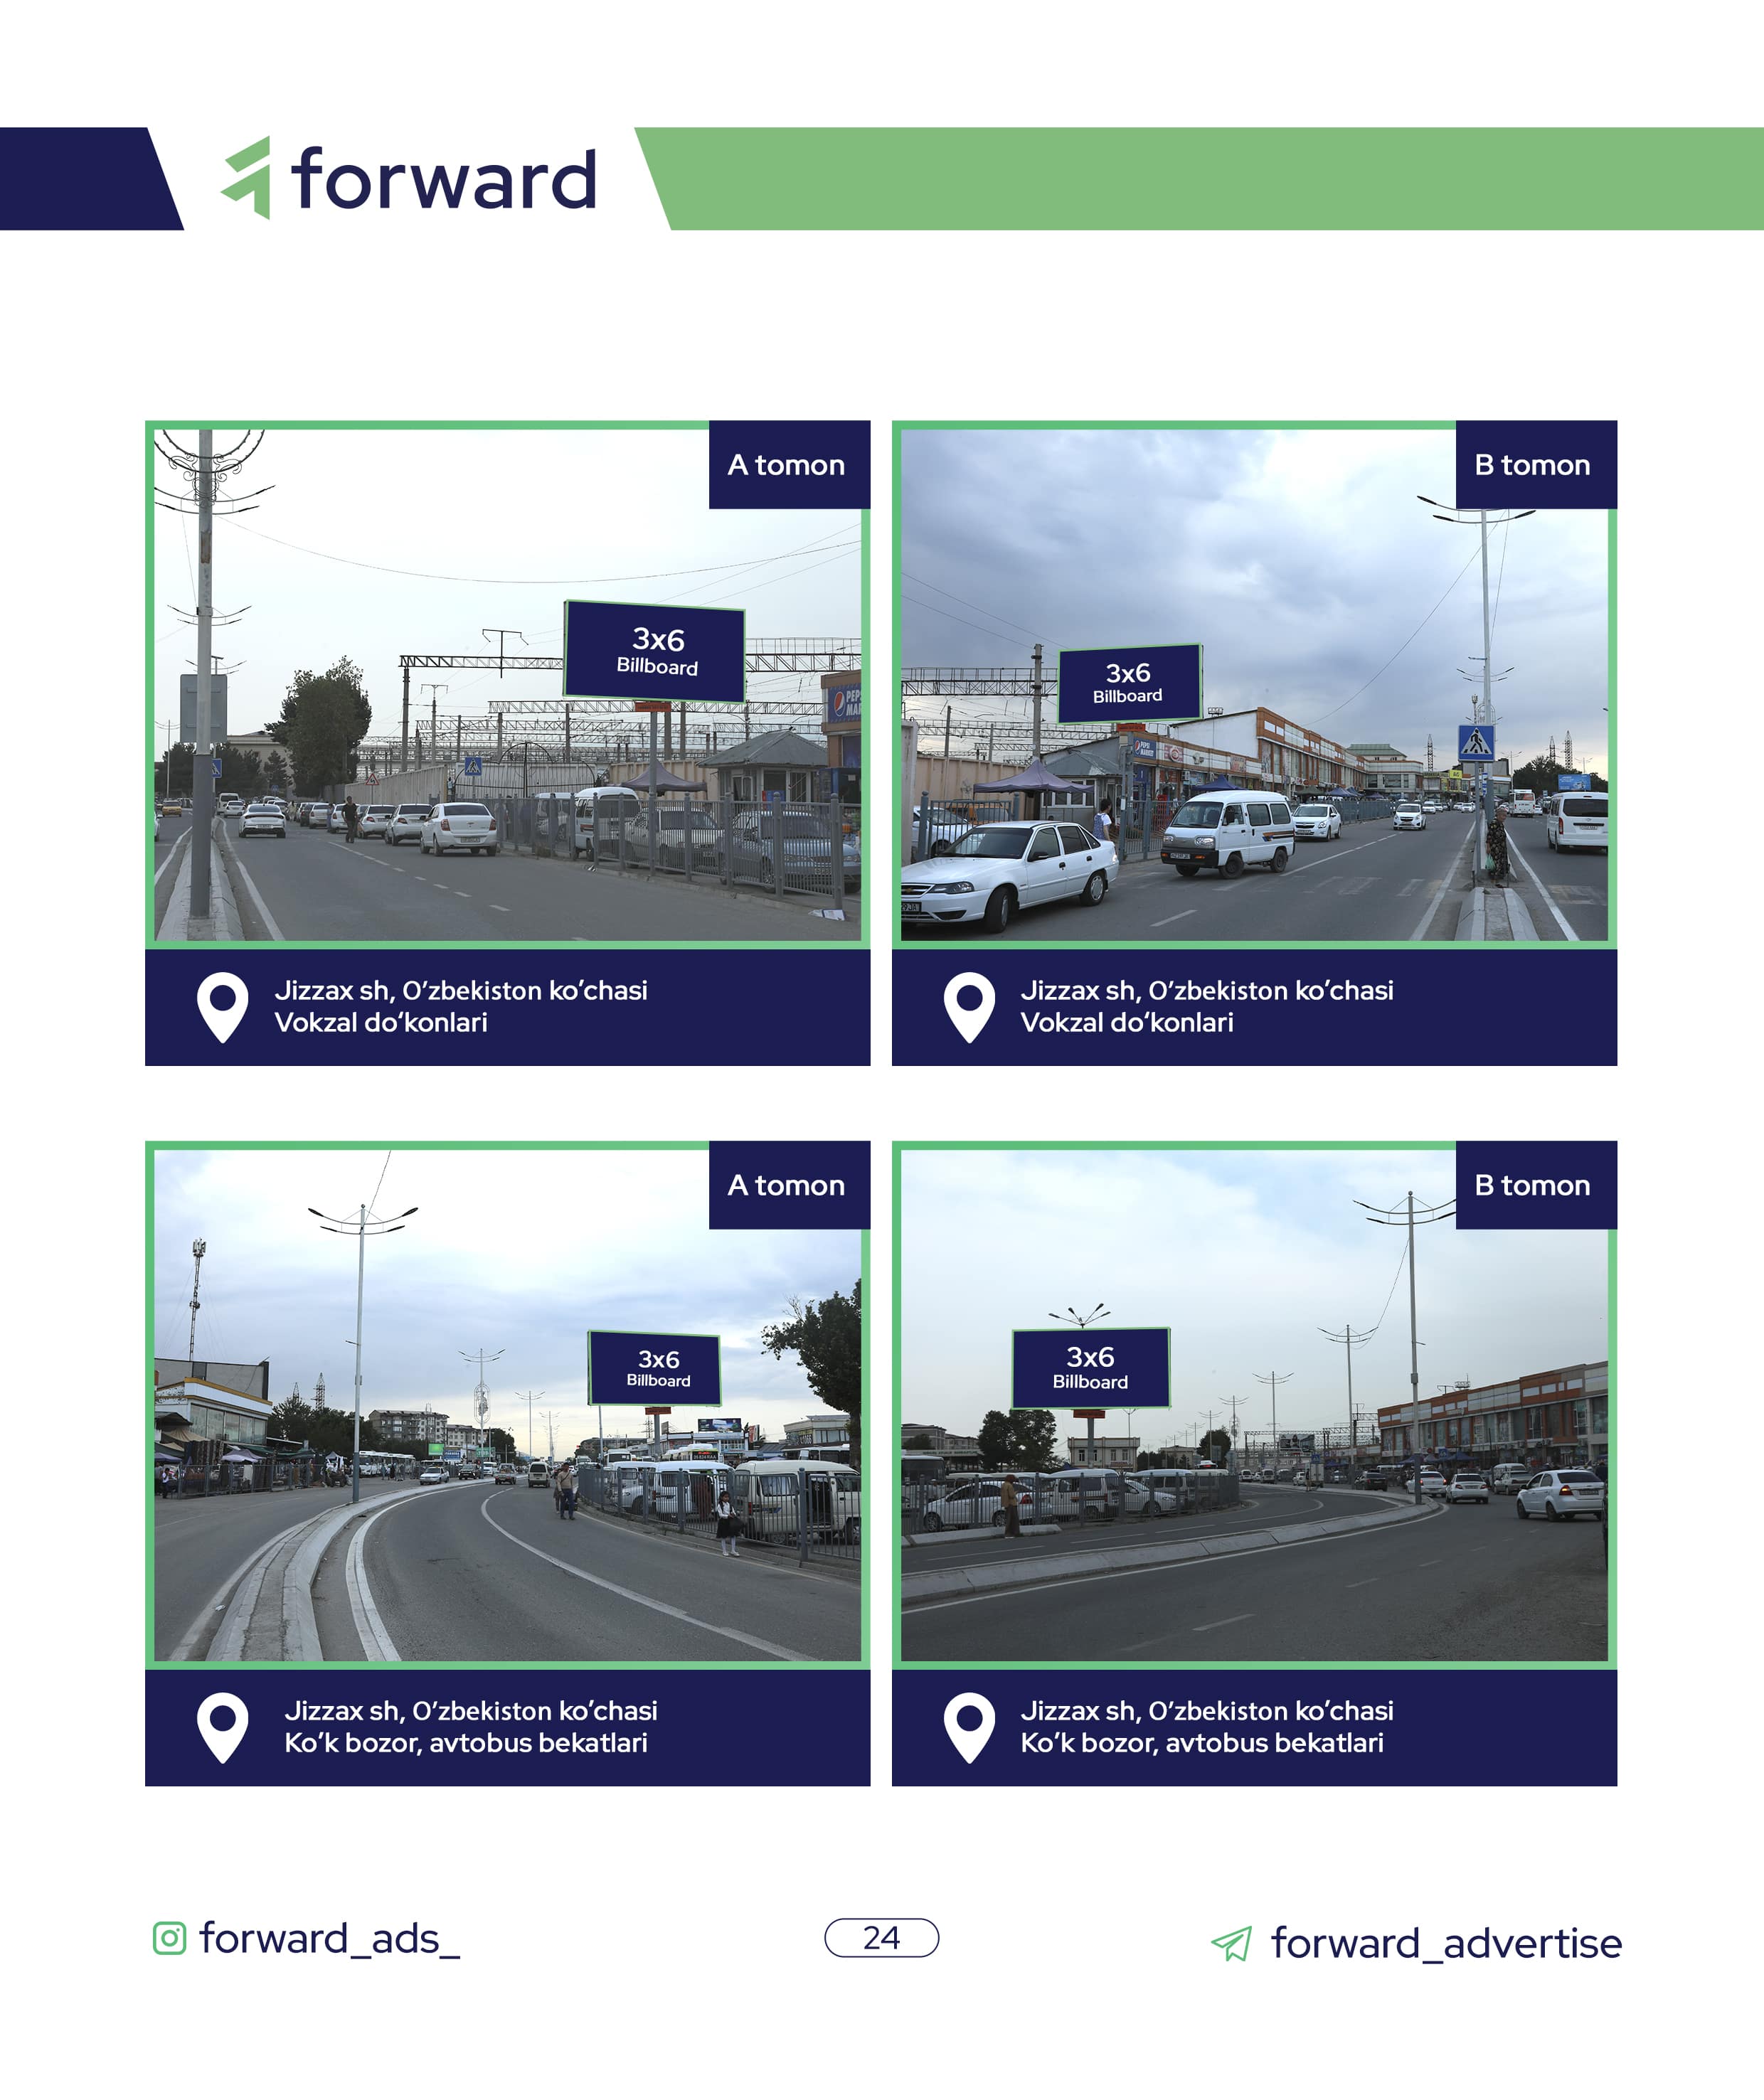 forward
A tomon
3x6
Billboard
PEPSI
Jizzax sh, O‘zbekiston ko‘chasi
Vokzal do‘konlari
B tomon
3x6
Billboard
Jizzax sh, O‘zbekiston ko‘chasi
Vokzal do‘konlari
A tomon
3x6
Billboard
Jizzax sh, O‘zbekiston ko‘chasi
Ko‘k bozor, avtobus bekatlari
B tomon
3x6
Billboard
Jizzax sh, O‘zbekiston ko‘chasi
Ko‘k bozor, avtobus bekatlari
forward_ads_
24
forward_advertise